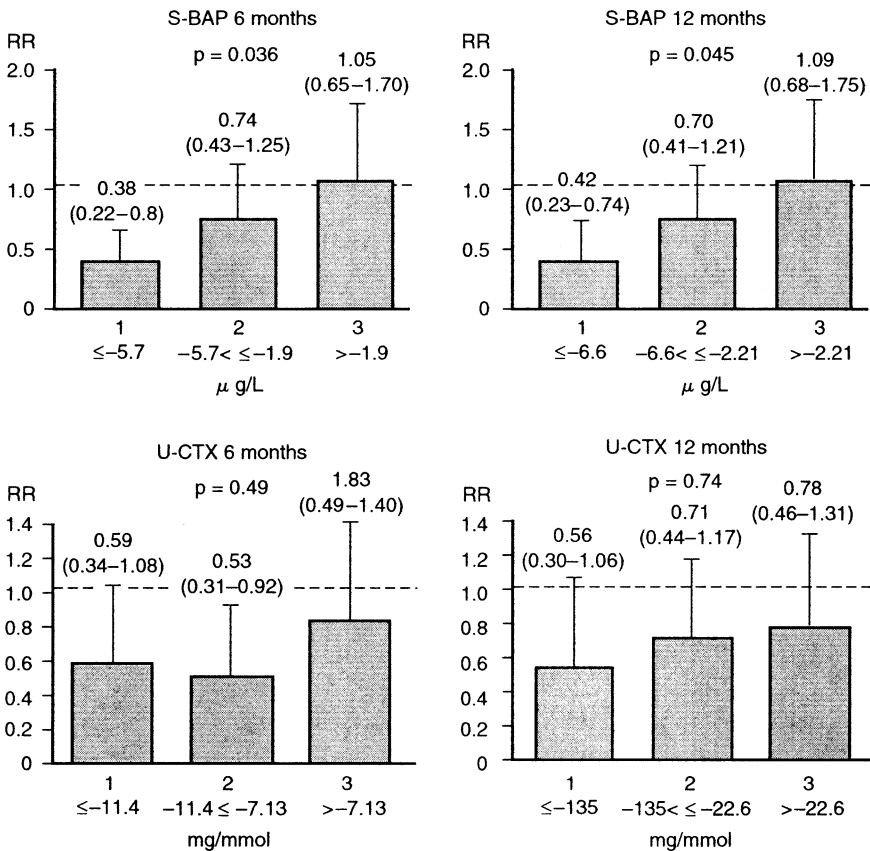 S-BAP 6 months
RR
p = 0.036
2.0
1.5
1.0
0.5
0
0.38
(0.22–0.8)
0.74
(0.43–1.25)
1.05
(0.65–1.70)
1 2 3
≤–5.7 –5.7< ≤–1.9 >–1.9
μ g/L
S-BAP 12 months
RR
p = 0.045
2.0
1.5
1.0
0.5
0
0.42
(0.23–0.74)
0.70
(0.41–1.21)
1.09
(0.68–1.75)
1 2 3
≤–6.6 –6.6< ≤–2.21 >–2.21
μ g/L
U-CTX 6 months
RR
p = 0.49
1.4
1.2
1.0
0.8
0.6
0.4
0.2
0
0.59
(0.34–1.08)
0.53
(0.31–0.92)
1.83
(0.49–1.40)
1 2 3
≤–11.4 –11.4 ≤ –7.13 >–7.13
mg/mmol
U-CTX 12 months
RR
p = 0.74
1.4
1.2
1.0
0.8
0.6
0.4
0.2
0
0.56
(0.30–1.06)
0.71
(0.44–1.17)
0.78
(0.46–1.31)
1 2 3
≤–135 –135< ≤–22.6 >–22.6
mg/mmol